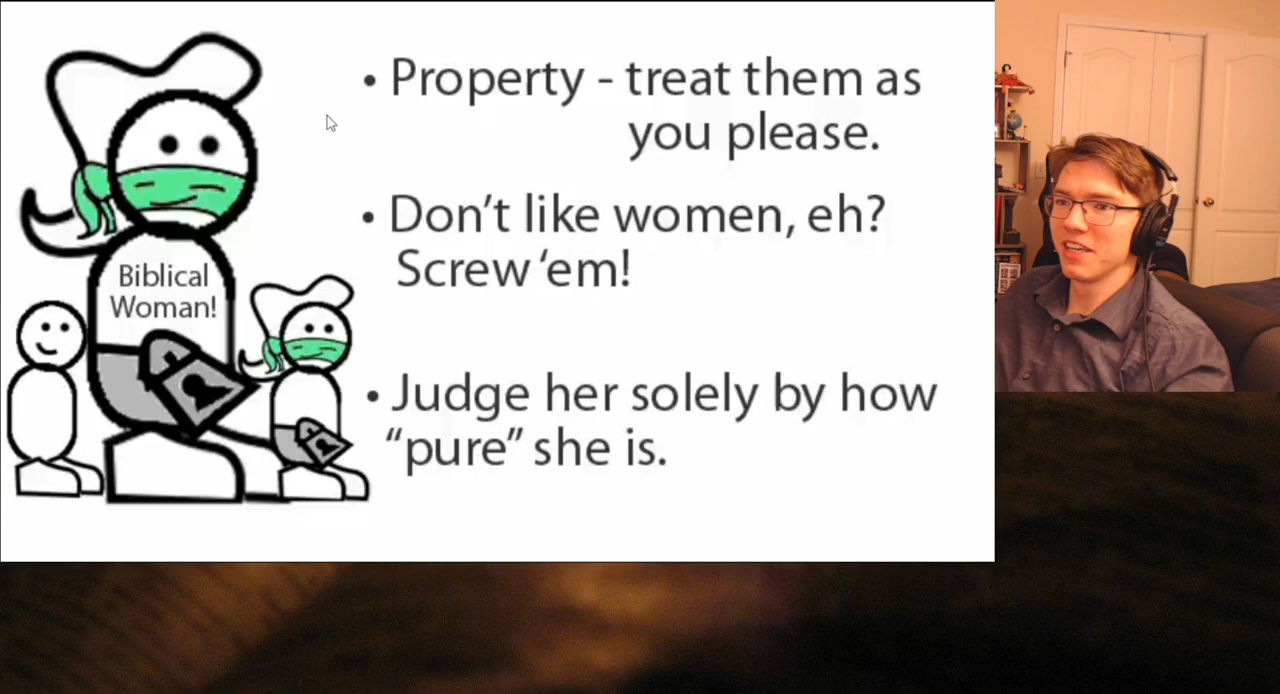 • Property - treat them as
you please.
• Don't like women, eh?
Screw 'em!
Biblical
Woman!
• Judge her solely by how
“pure” she is.